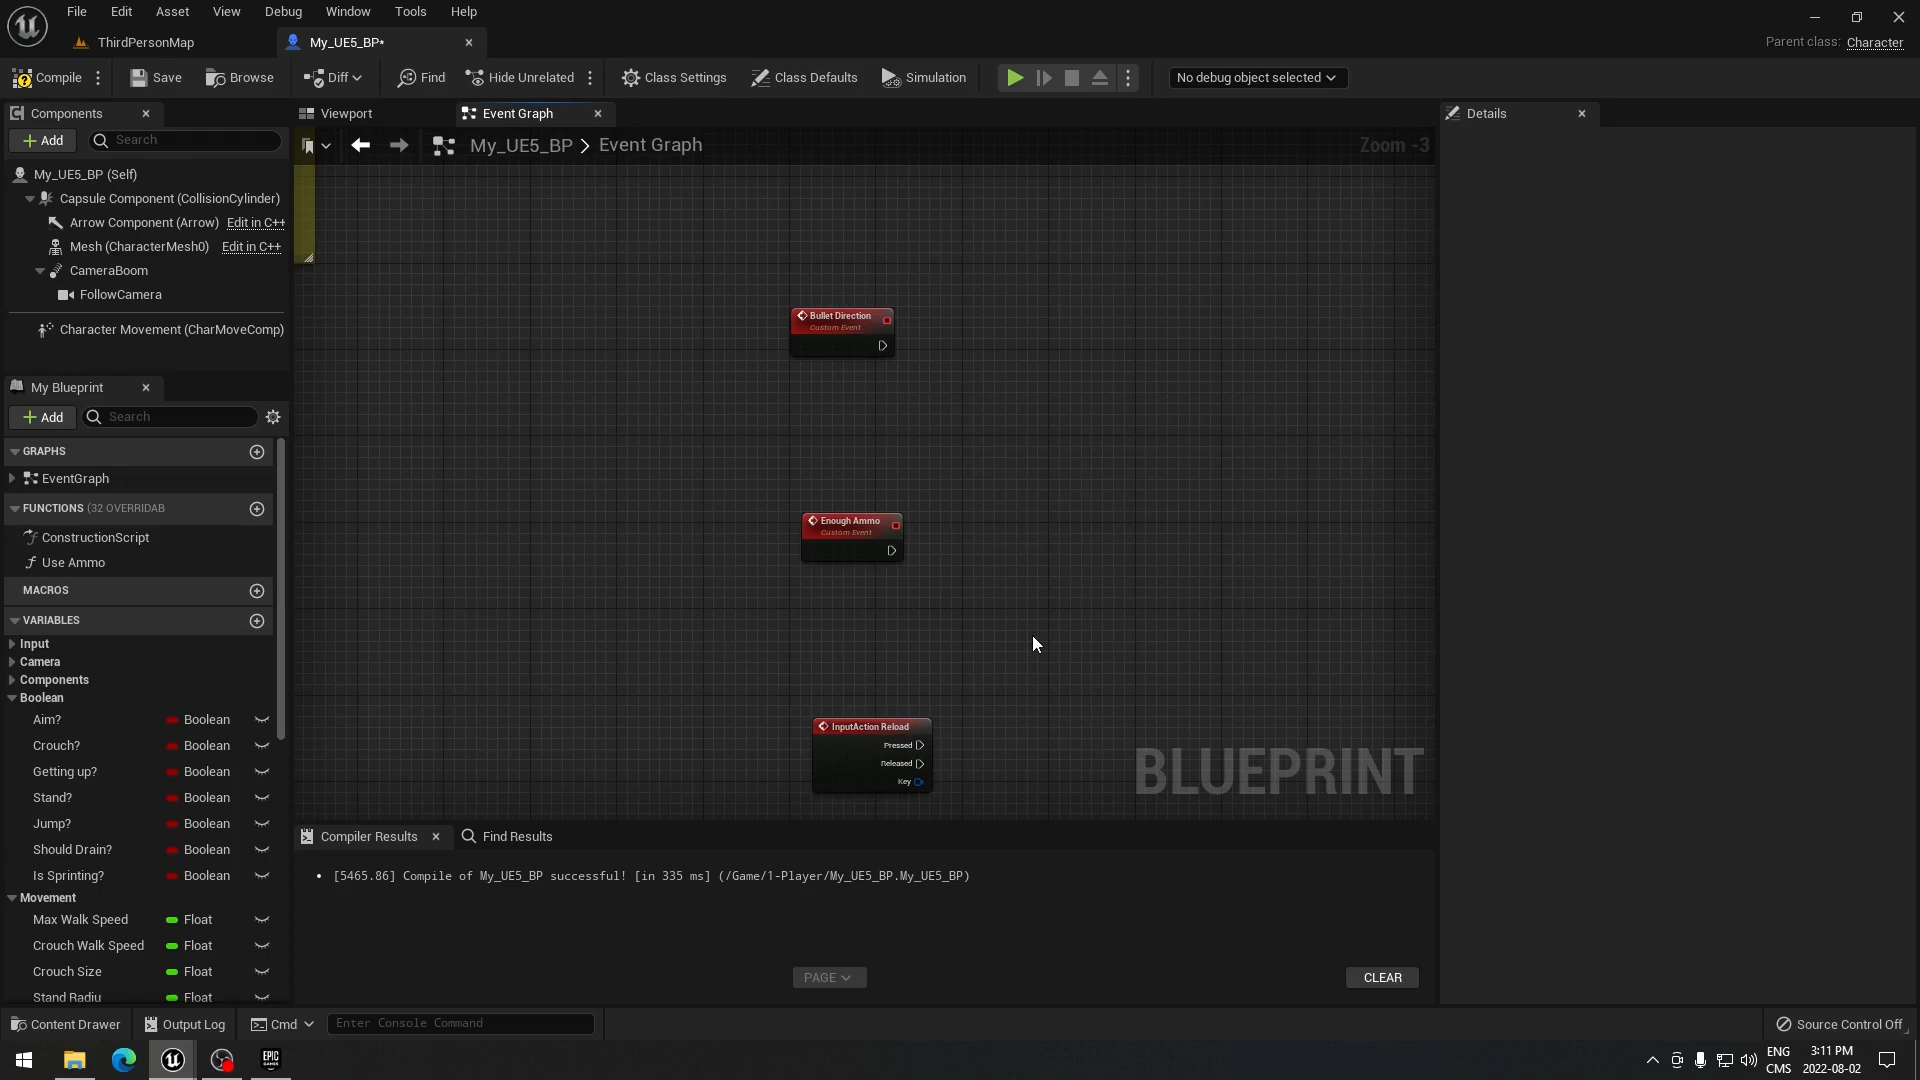 File Edit Asset View Debug Window Tools Help
ThirdPersonMap
My_UE5_BP*
Parent class: Character
Compile
Save
Browse
Diff
Find
Hide Unrelated
Class Settings
Class Defaults
Simulation
No debug object selected
Components
Add
Search
My_UE5_BP (Self)
Capsule Component (CollisionCylinder)
Arrow Component (Arrow) Edit in C++
Mesh (CharacterMesh0) Edit in C++
CameraBoom
FollowCamera
Character Movement (CharMoveComp)
My Blueprint
Add
Search
GRAPHS
EventGraph
FUNCTIONS (32 OVERRIDAB
ConstructionScript
Use Ammo
MACROS
VARIABLES
Input
Camera
Components
Boolean
Aim? Boolean
Crouch? Boolean
Getting up? Boolean
Stand? Boolean
Jump? Boolean
Should Drain? Boolean
Is Sprinting? Boolean
Movement
Max Walk Speed Float
Crouch Walk Speed Float
Crouch Size Float
Stand Radiu Float
Viewport
Event Graph
My_UE5_BP > Event Graph
Zoom -3
Bullet Direction
Custom Event
Enough Ammo
Custom Event
InputAction Reload
Pressed
Released
Key
BLUEPRINT
Compiler Results
Find Results
[5465.86] Compile of My_UE5_BP successful! [in 335 ms] (/Game/1-Player/My_UE5_BP.My_UE5_BP)
PAGE
CLEAR
Details
Content Drawer
Output Log
Cmd
Enter Console Command
Source Control Off
EPIC
GAMES
ENG
CMS
3:11 PM
2022-08-02